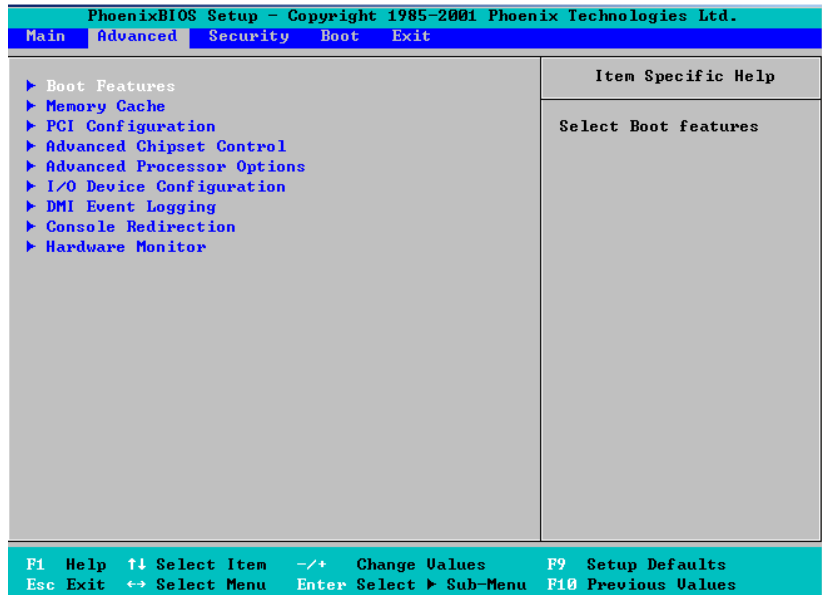 PhoenixBIOS Setup - Copyright 1985-2001 Phoenix Technologies Ltd.
Main Advanced Security Boot Exit
Boot Features
Memory Cache
PCI Configuration
Advanced Chipset Control
Advanced Processor Options
I/O Device Configuration
DMI Event Logging
Console Redirection
Hardware Monitor
Item Specific Help
Select Boot features
F1 Help ↑↓ Select Item -/+ Change Values F9 Setup Defaults
Esc Exit ↔ Select Menu Enter Select ▶ Sub-Menu F10 Previous Values